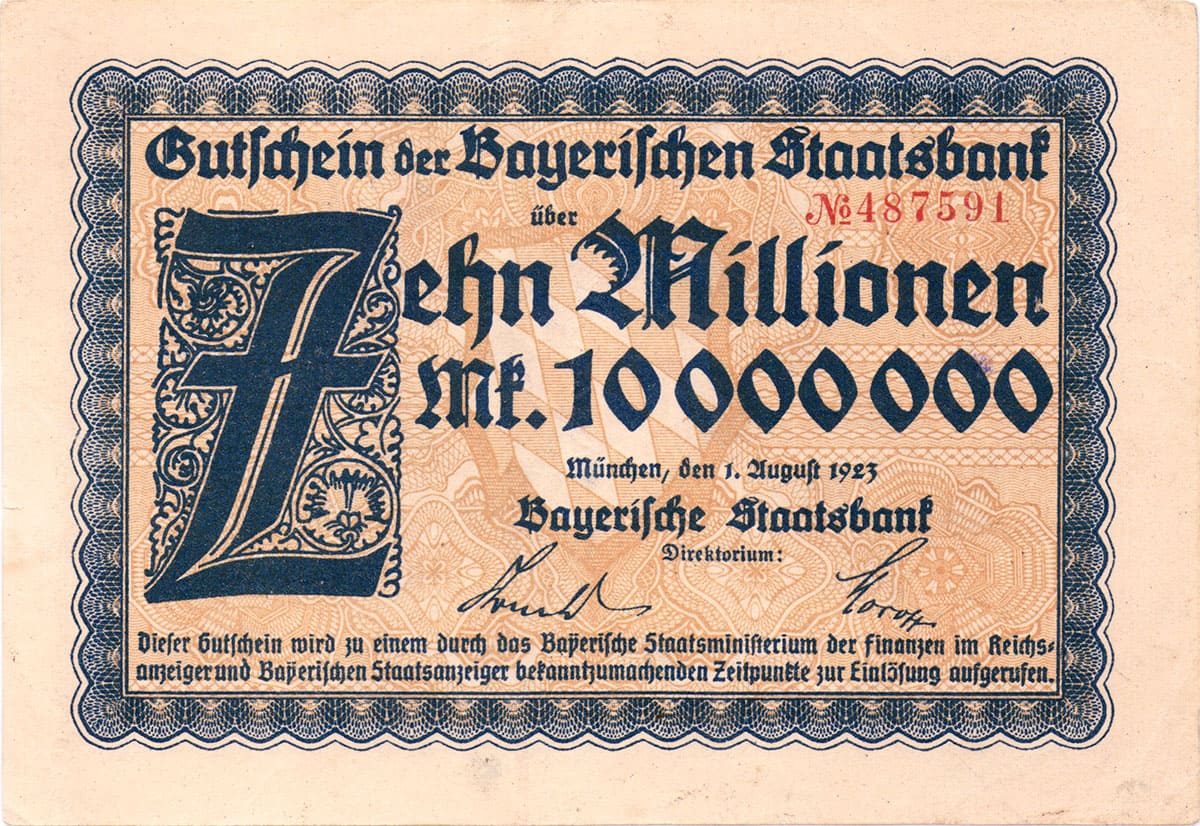 Gutschein der Bayerischen Staatsbank
№487591
über
Zehn Millionen
Mk. 10 000 000
München, den 1. August 1923
Bayerische Staatsbank
Direktorium:
Dieser Gutschein wird zu einem durch das Bayerische Staatsministerium der Finanzen im Reichs-
anzeiger und Bayerischen Staatsanzeiger bekanntzumachenden Zeitpunkte zur Einlösung aufgerufen.